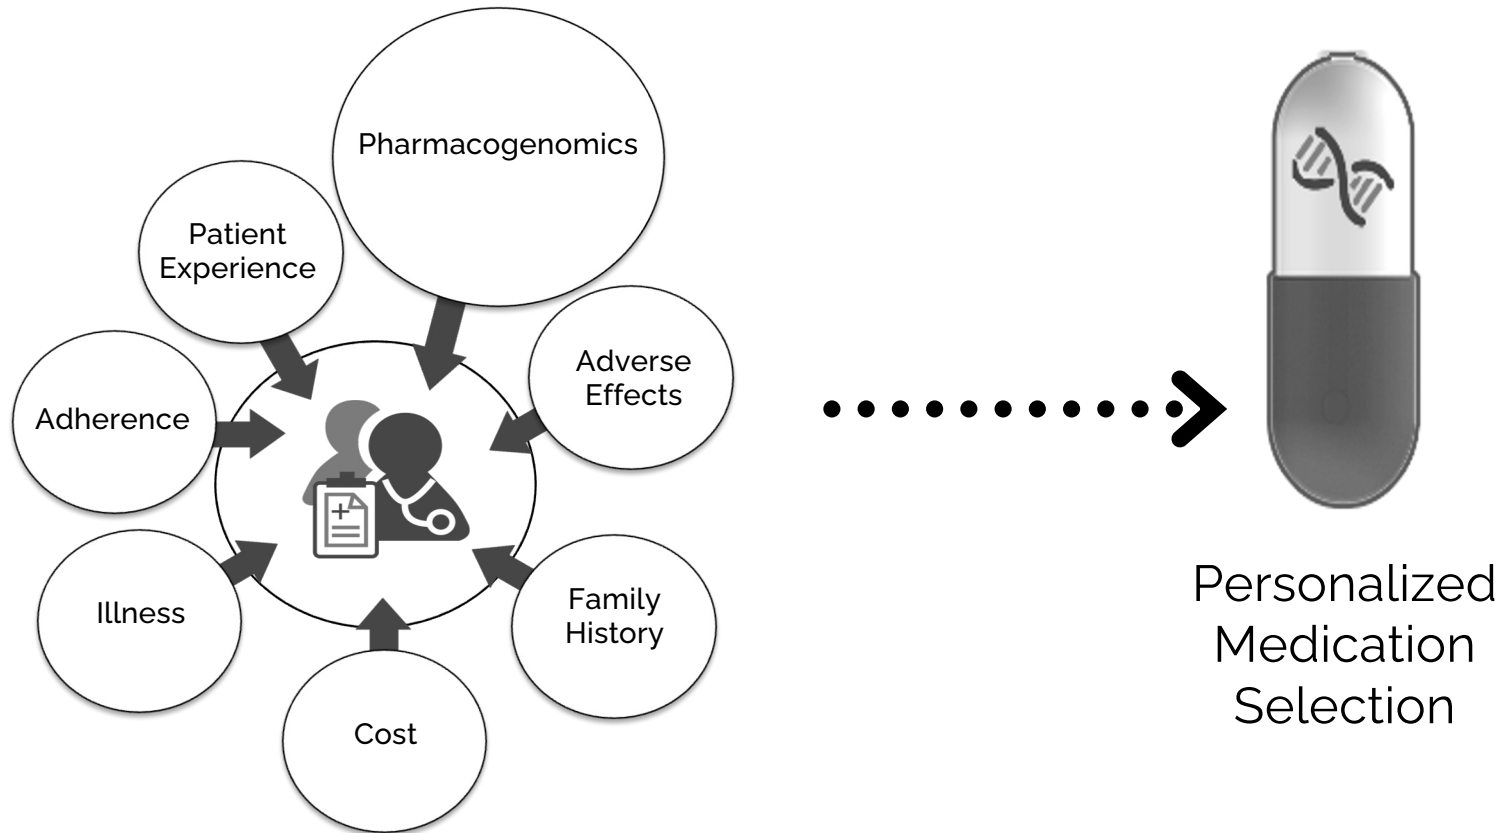 Pharmacogenomics
Patient
Experience
Adverse
Effects
Adherence
Illness
Family
History
Cost
Personalized
Medication
Selection